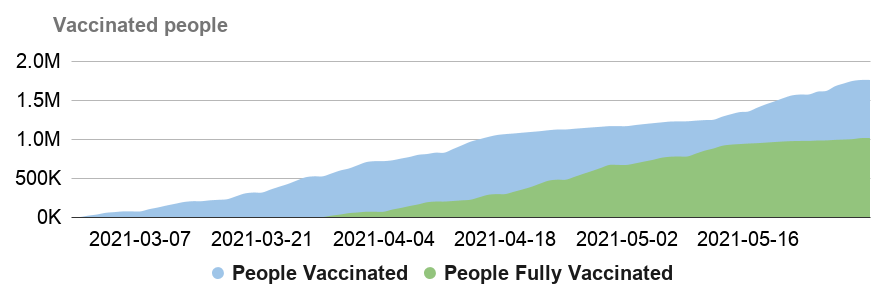 Vaccinated people
2.0M
1.5M
1.0M
500K
0K
2021-03-07 2021-03-21 2021-04-04 2021-04-18 2021-05-02 2021-05-16
People Vaccinated People Fully Vaccinated